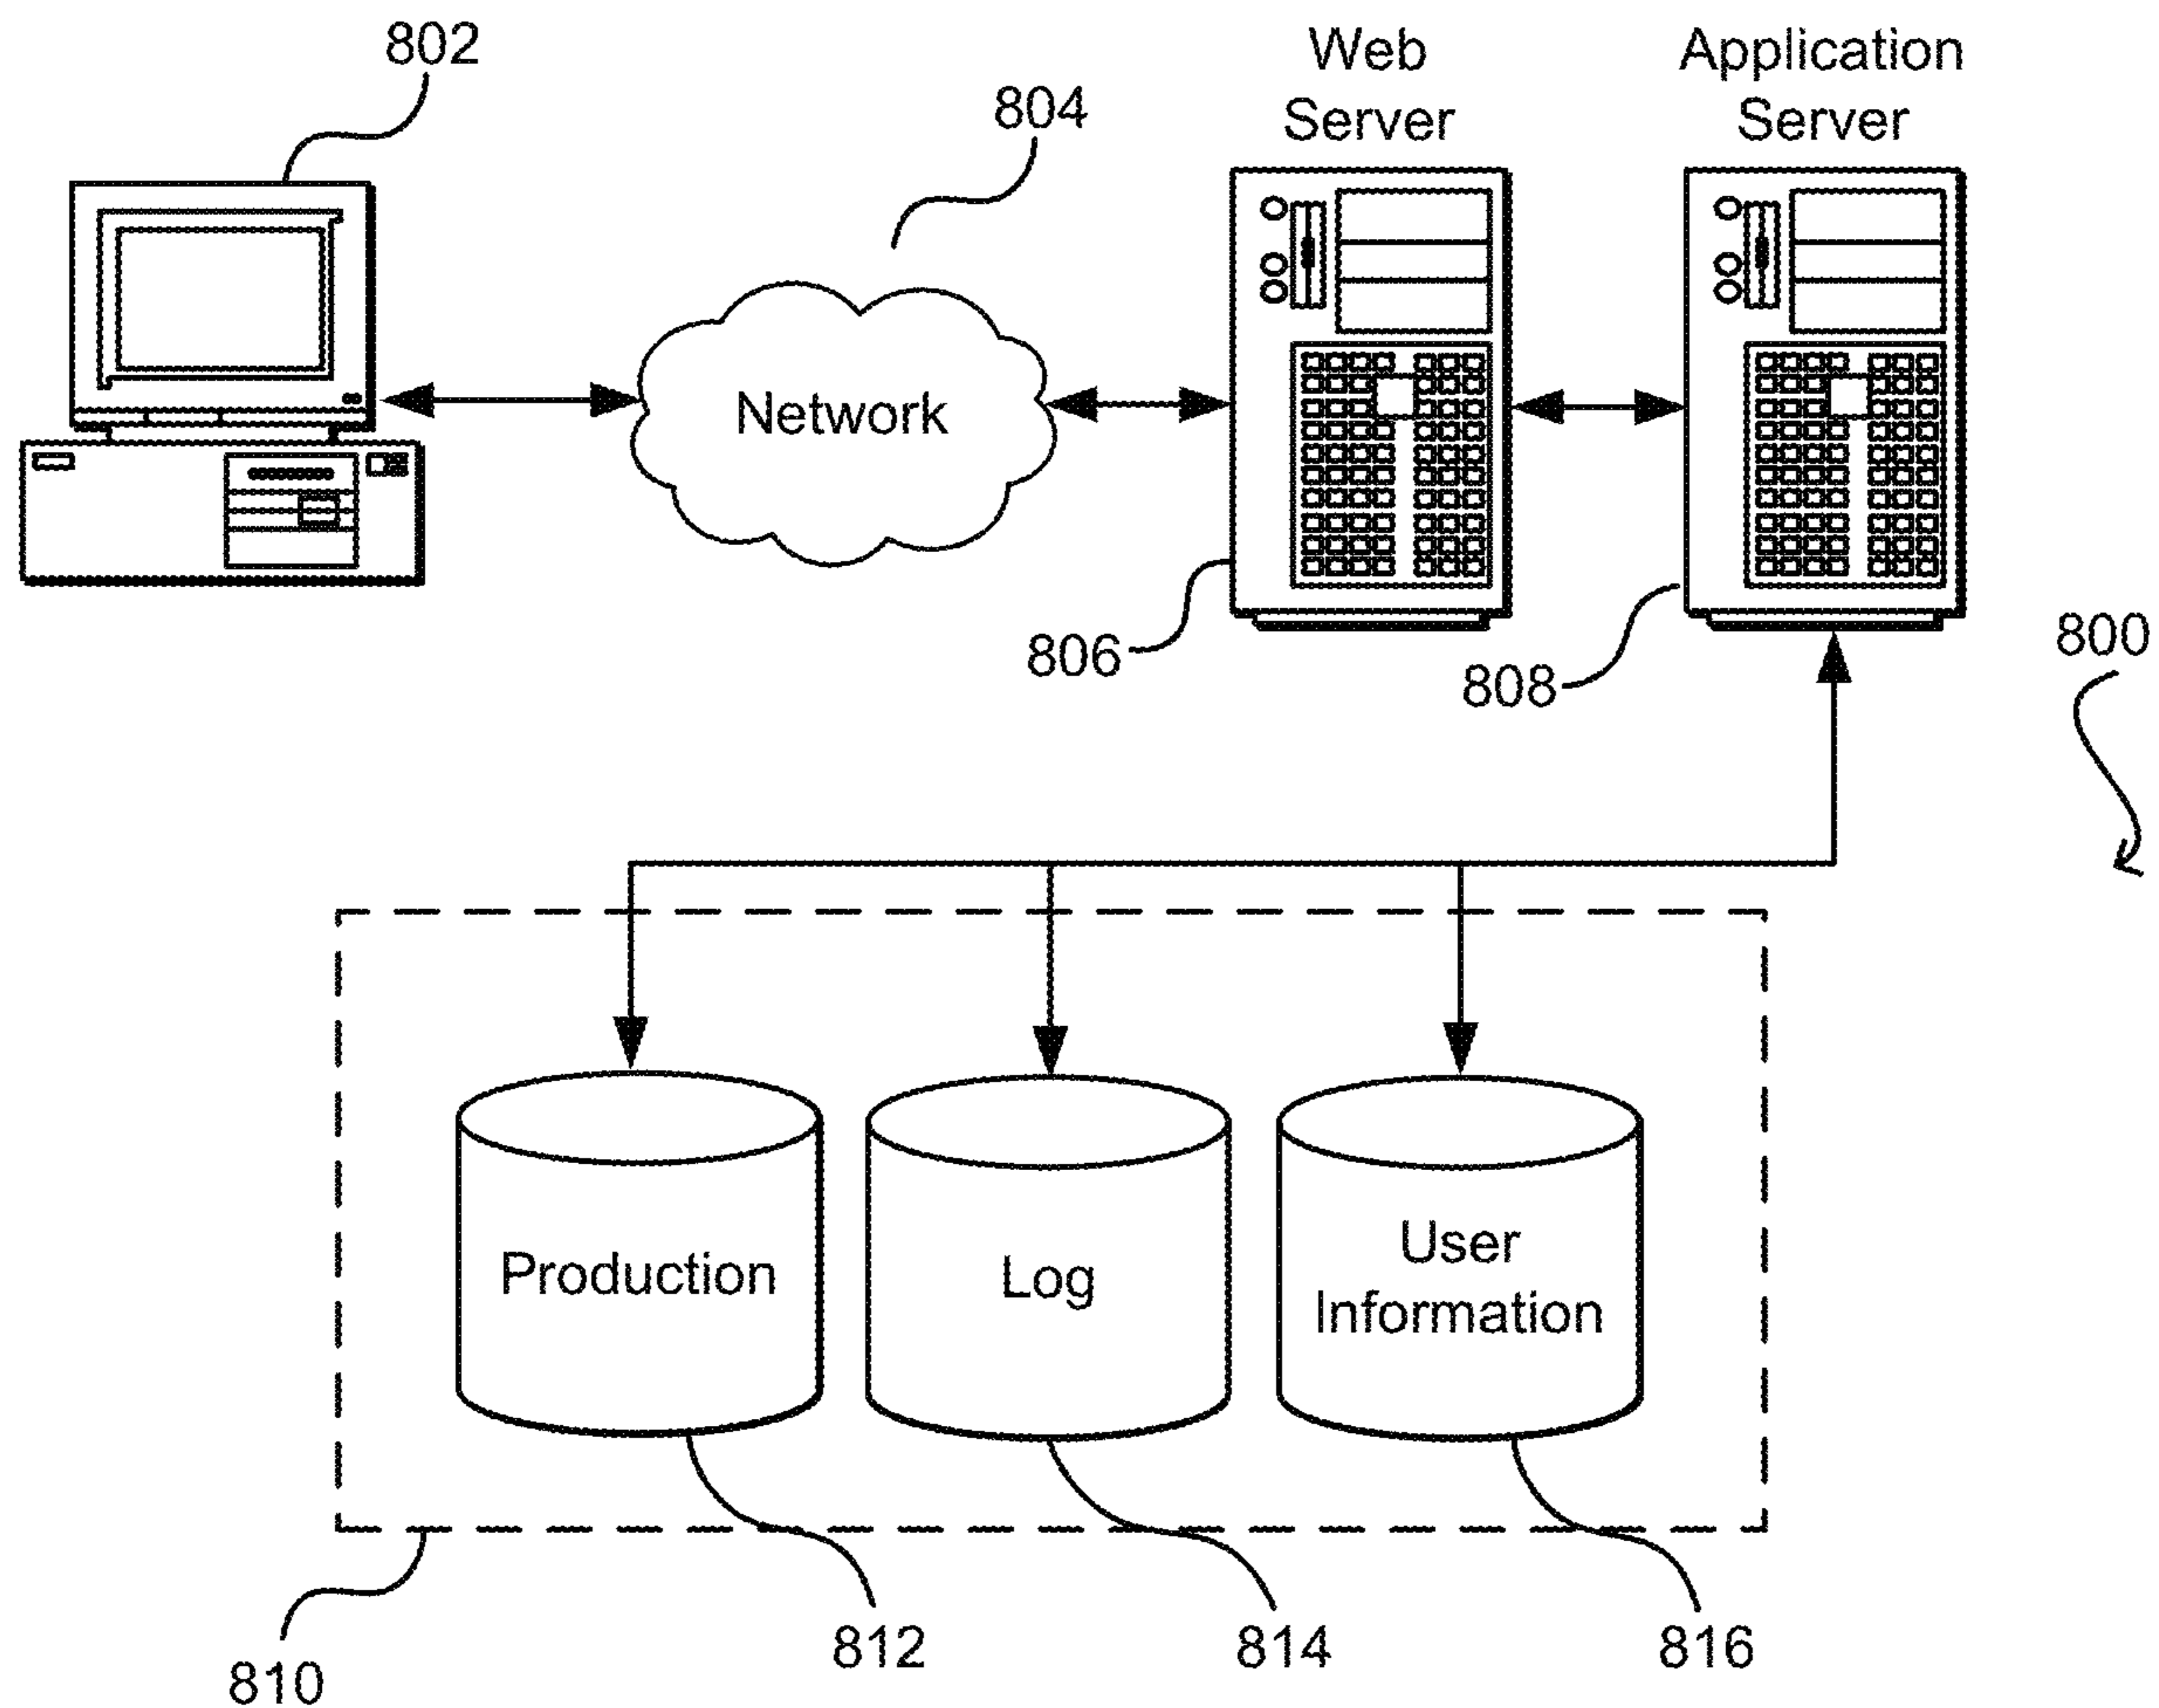 802
804
Web
Server
Application
Server
Network
806
808
800
Production
Log
User
Information
810
812
814
816